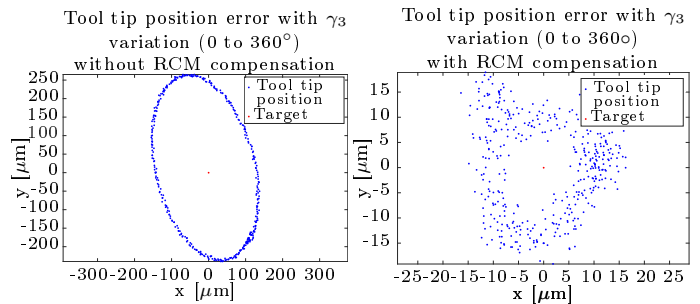 Tool tip position error with γ3
variation (0 to 360°)
without RCM compensation
250
200
150
100
50
0
-50
-100
-150
-200
y [μm]
-300-200-100 0 100 200 300
x [μm]
Tool tip
position
Target
Tool tip position error with γ3
variation (0 to 360○)
with RCM compensation
15
10
5
0
-5
-10
-15
y [μm]
-25-20-15-10 -5 0 5 10 15 20 25
x [μm]
Tool tip
position
Target